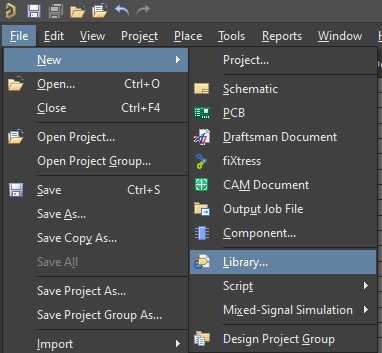 File Edit View Project Place Tools Reports Window
New
Open... Ctrl+O
Close Ctrl+F4
Open Project...
Open Project Group...
Save Ctrl+S
Save As...
Save Copy As...
Save All
Save Project As...
Save Project Group As...
Import
Project...
Schematic
PCB
Draftsman Document
fiXtress
CAM Document
Output Job File
Component...
Library...
Script
Mixed-Signal Simulation
Design Project Group